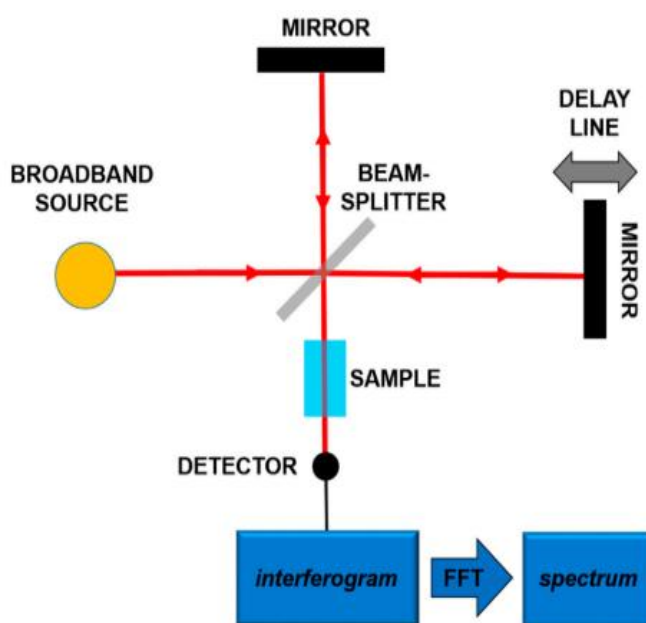 MIRROR
DELAY
LINE
BROADBAND
SOURCE
BEAM-
SPLITTER
MIRROR
SAMPLE
DETECTOR
interferogram
FFT
spectrum